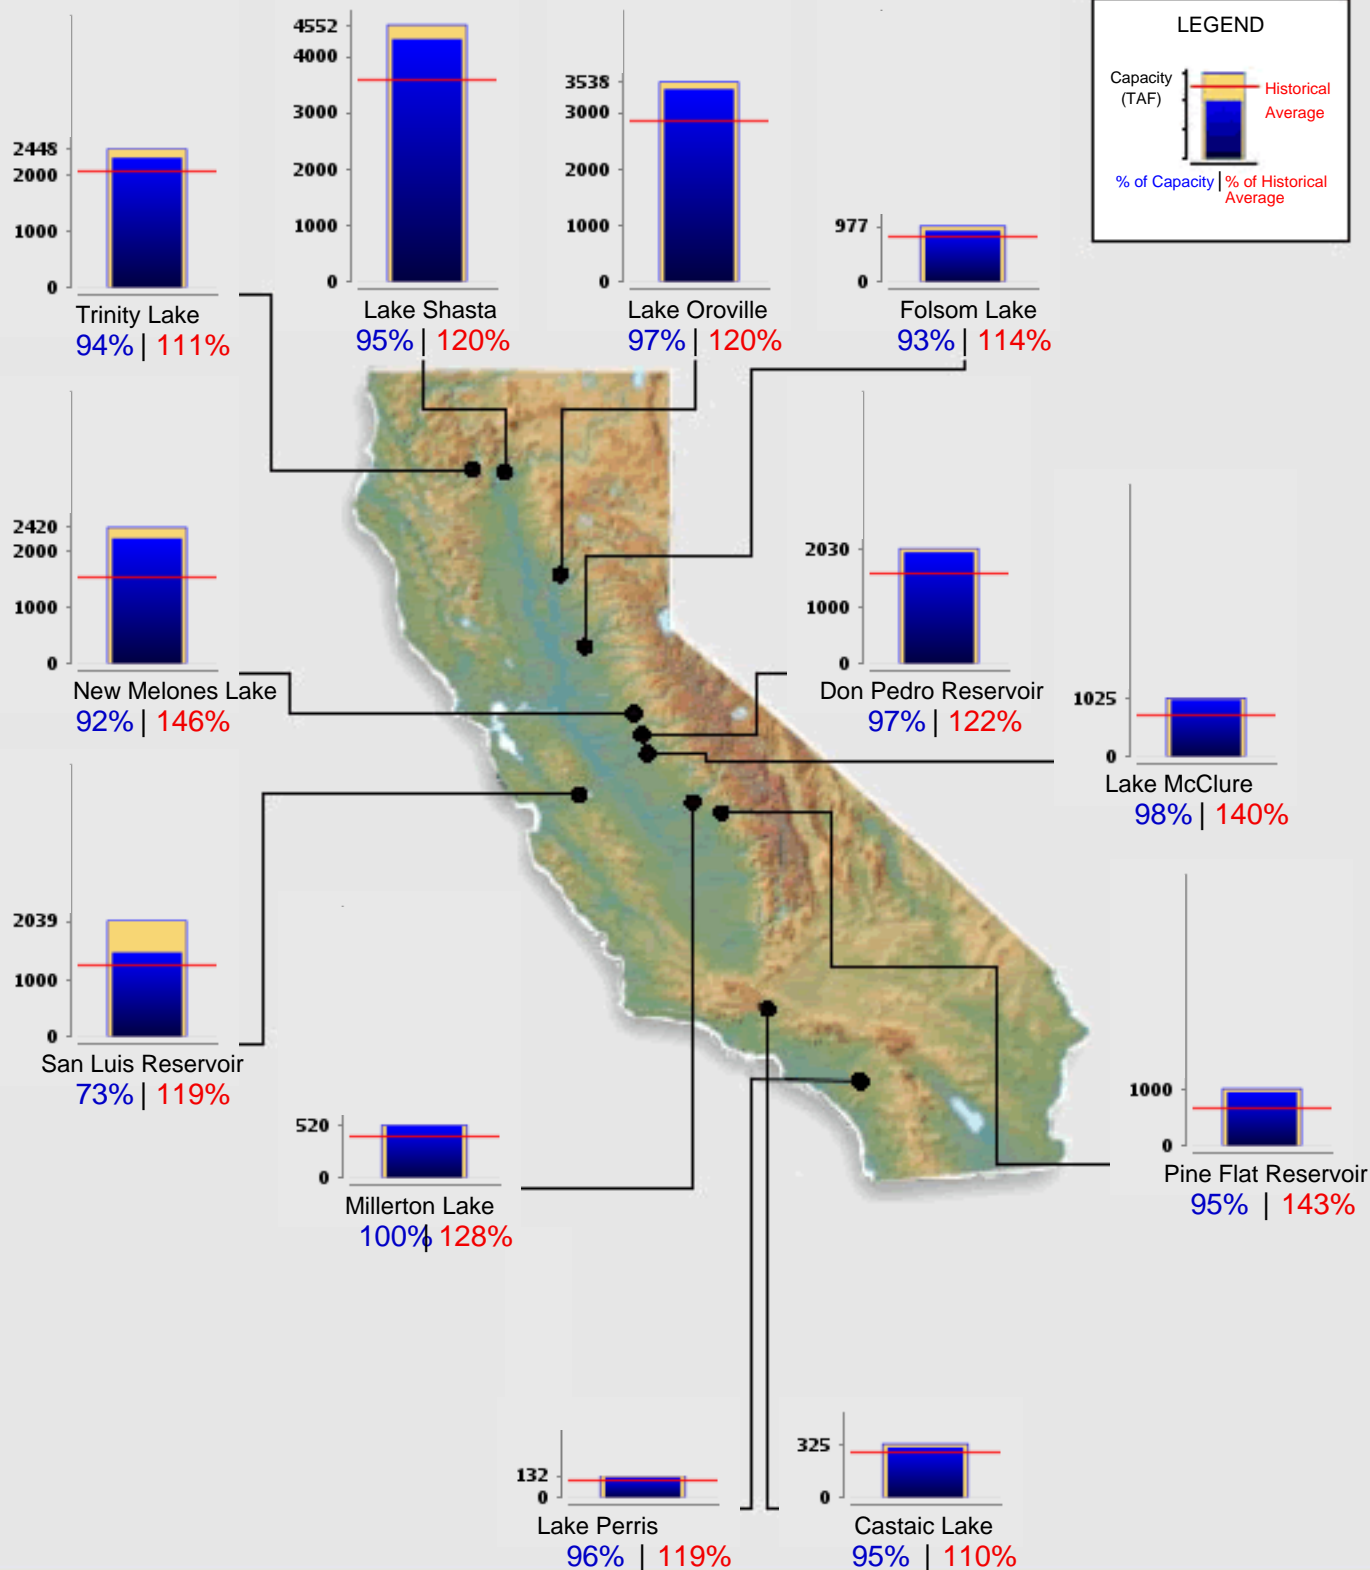 4552
4000
3000
2000
1000
0
Lake Shasta
95% | 120%
3538
3000
2000
1000
0
Lake Oroville
97% | 120%
LEGEND
Capacity
(TAF)
Historical
Average
% of Capacity | % of Historical
Average
2448
2000
1000
0
Trinity Lake
94% | 111%
977
0
Folsom Lake
93% | 114%
2420
2000
1000
0
New Melones Lake
92% | 146%
2030
1000
0
Don Pedro Reservoir
97% | 122%
1025
0
Lake McClure
98% | 140%
2039
1000
0
San Luis Reservoir
73% | 119%
520
0
Millerton Lake
100% | 128%
1000
0
Pine Flat Reservoir
95% | 143%
132
0
Lake Perris
96% | 119%
325
0
Castaic Lake
95% | 110%